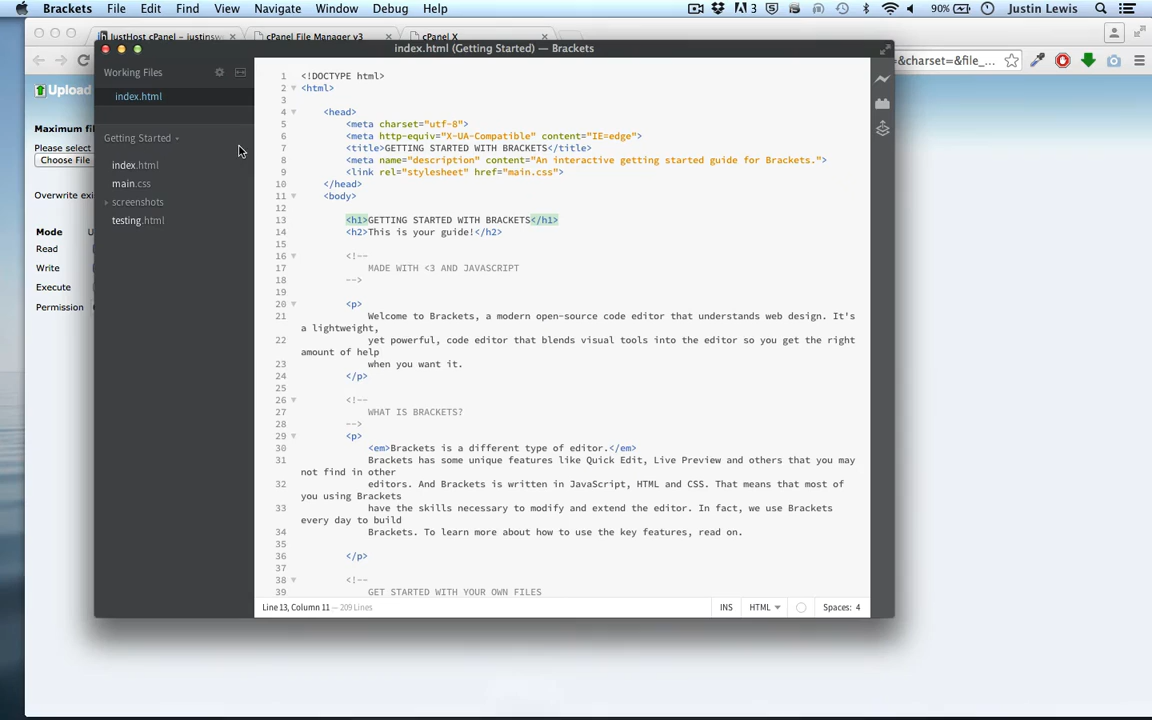 Brackets File Edit Find View Navigate Window Debug Help 3 90% Justin Lewis
JustHost cPanel - justinsw cPanel File Manager v3 cPanel X
index.html (Getting Started) — Brackets
&charset=&file_...
Upload
Maximum fil
Please select
Choose File
Overwrite exi
Mode U
Read
Write
Execute
Permission
Working Files
index.html
Getting Started
index.html
main.css
screenshots
testing.html
1 <!DOCTYPE html>
2 <html>
3
4 <head>
5 <meta charset="utf-8">
6 <meta http-equiv="X-UA-Compatible" content="IE=edge">
7 <title>GETTING STARTED WITH BRACKETS</title>
8 <meta name="description" content="An interactive getting started guide for Brackets.">
9 <link rel="stylesheet" href="main.css">
10 </head>
11 <body>
12
13 <h1>GETTING STARTED WITH BRACKETS</h1>
14 <h2>This is your guide!</h2>
15
16 <!--
17 MADE WITH <3 AND JAVASCRIPT
18 -->
19
20 <p>
21 Welcome to Brackets, a modern open-source code editor that understands web design. It's
a lightweight,
22 yet powerful, code editor that blends visual tools into the editor so you get the right
amount of help
23 when you want it.
24 </p>
25
26 <!--
27 WHAT IS BRACKETS?
28 -->
29 <p>
30 <em>Brackets is a different type of editor.</em>
31 Brackets has some unique features like Quick Edit, Live Preview and others that you may
not find in other
32 editors. And Brackets is written in JavaScript, HTML and CSS. That means that most of
you using Brackets
33 have the skills necessary to modify and extend the editor. In fact, we use Brackets
every day to build
34 Brackets. To learn more about how to use the key features, read on.
35
36 </p>
37
38 <!--
39 GET STARTED WITH YOUR OWN FILES
Line 13, Column 11 — 209 Lines INS HTML Spaces: 4